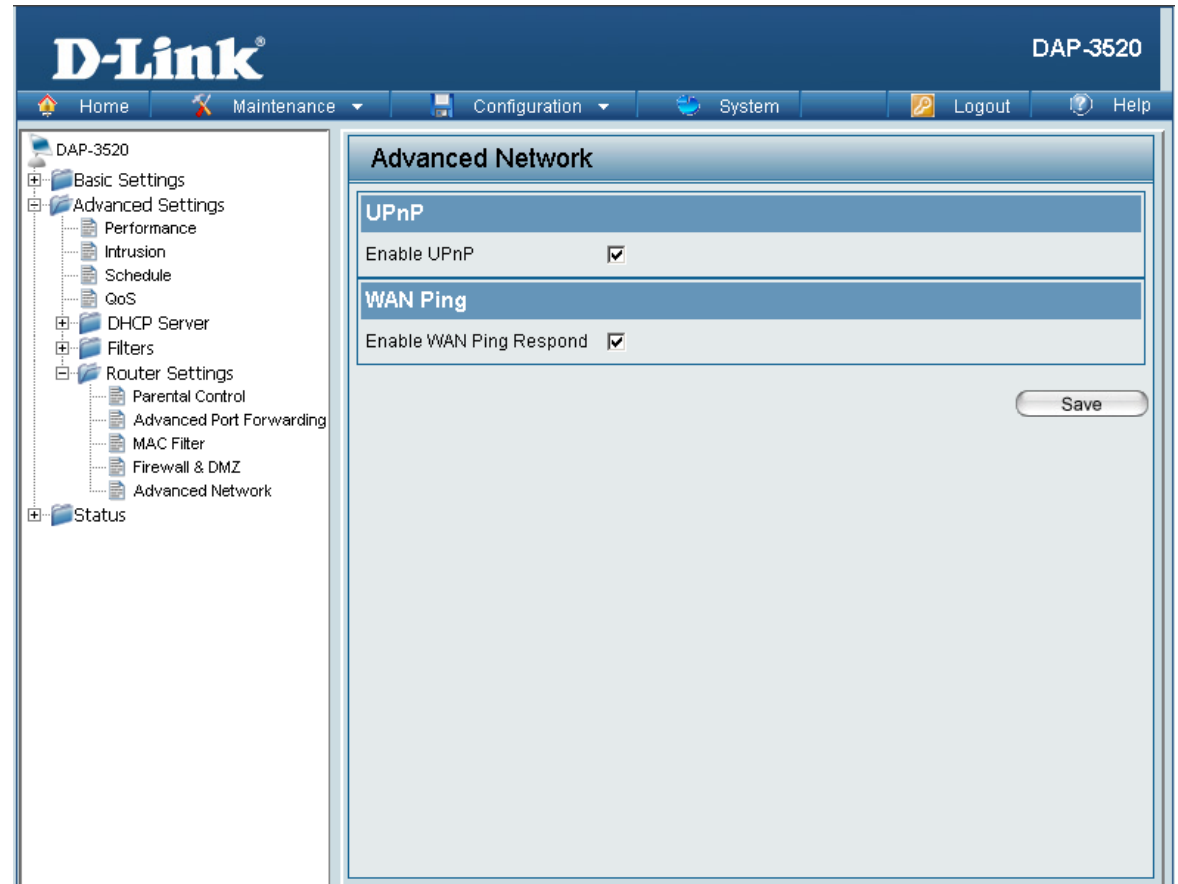 D-Link®
DAP-3520
Home Maintenance Configuration System Logout Help
DAP-3520
Basic Settings
Advanced Settings
Performance
Intrusion
Schedule
QoS
DHCP Server
Filters
Router Settings
Parental Control
Advanced Port Forwarding
MAC Filter
Firewall & DMZ
Advanced Network
Status
Advanced Network
UPnP
Enable UPnP
WAN Ping
Enable WAN Ping Respond
Save